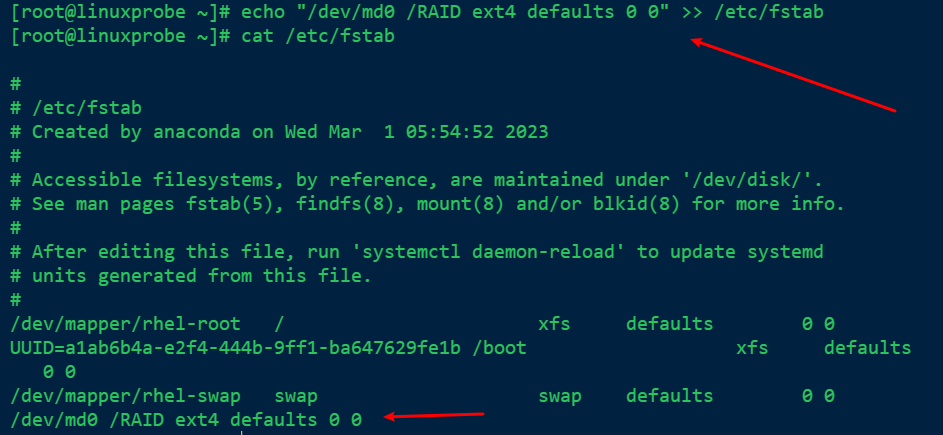 [root@linuxprobe ~]# echo "/dev/md0 /RAID ext4 defaults 0 0" >> /etc/fstab
[root@linuxprobe ~]# cat /etc/fstab
#
# /etc/fstab
# Created by anaconda on Wed Mar  1 05:54:52 2023
#
# Accessible filesystems, by reference, are maintained under '/dev/disk/'.
# See man pages fstab(5), findfs(8), mount(8) and/or blkid(8) for more info.
#
# After editing this file, run 'systemctl daemon-reload' to update systemd
# units generated from this file.
#
/dev/mapper/rhel-root   /                       xfs     defaults        0 0
UUID=a1ab6b4a-e2f4-444b-9ff1-ba647629fe1b /boot                   xfs     defaults
   0 0
/dev/mapper/rhel-swap   swap                    swap    defaults        0 0
/dev/md0 /RAID ext4 defaults 0 0